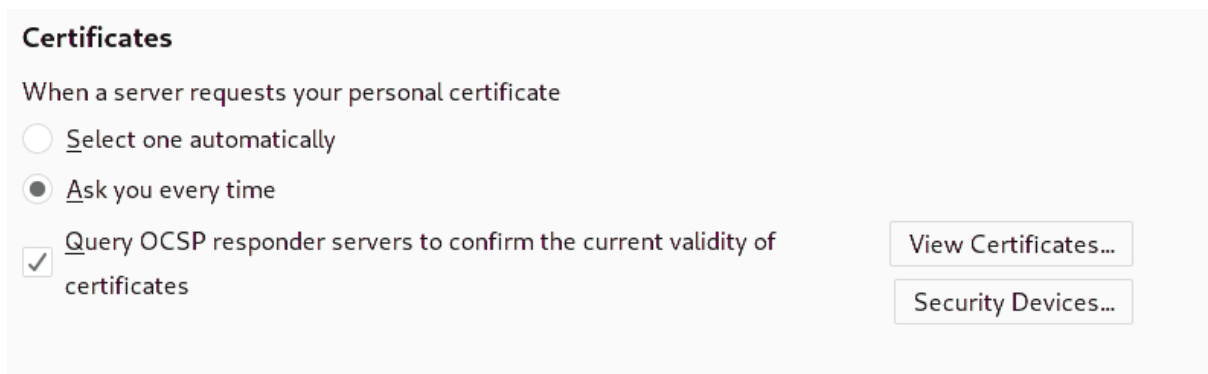 Certificates
When a server requests your personal certificate
Select one automatically
Ask you every time
Query OCSP responder servers to confirm the current validity of
certificates
View Certificates...
Security Devices...